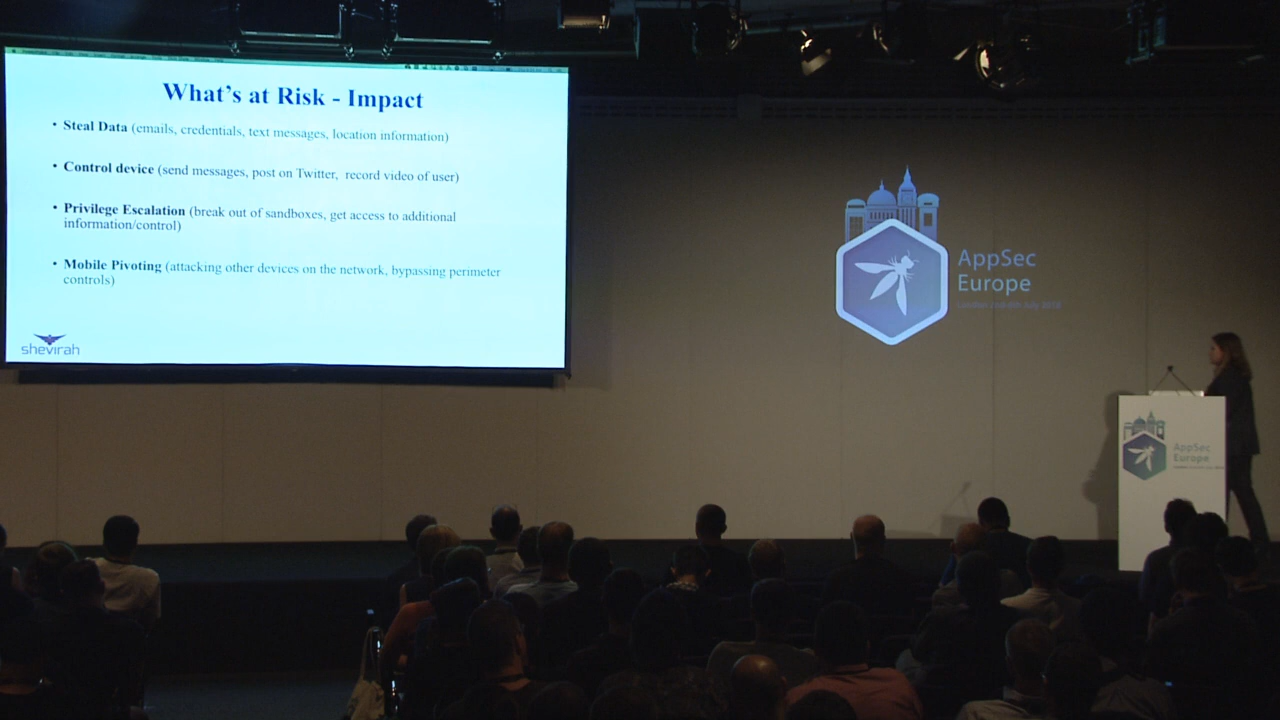 What's at Risk - Impact
• Steal Data (emails, credentials, text messages, location information)
• Control device (send messages, post on Twitter, record video of user)
• Privilege Escalation (break out of sandboxes, get access to additional
information/control)
• Mobile Pivoting (attacking other devices on the network, bypassing perimeter
controls)
shevirah
AppSec
Europe
AppSec
Europe